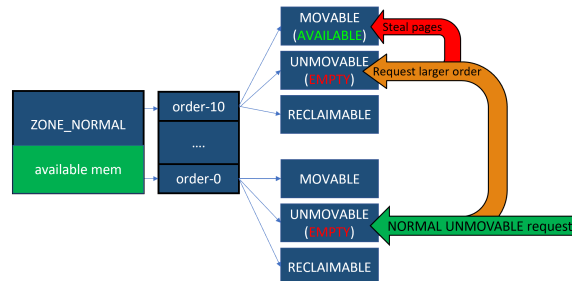 MOVABLE
(AVAILABLE)
Steal pages
UNMOVABLE
(EMPTY)
Request larger order
ZONE_NORMAL
order-10
RECLAIMABLE
....
available mem
order-0
MOVABLE
UNMOVABLE
(EMPTY)
NORMAL UNMOVABLE request
RECLAIMABLE